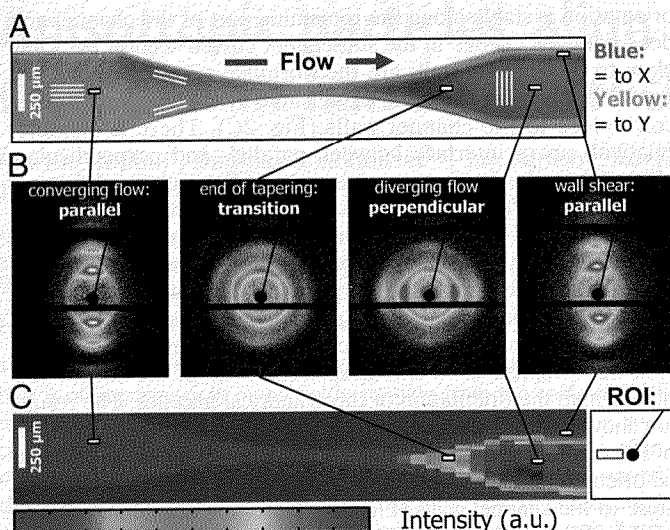 A
Flow
250 µm
Blue:
= to X
Yellow:
= to Y
B
converging flow:
parallel
end of tapering:
transition
diverging flow
perpendicular
wall shear:
parallel
C
250 µm
ROI:
Intensity (a.u.)